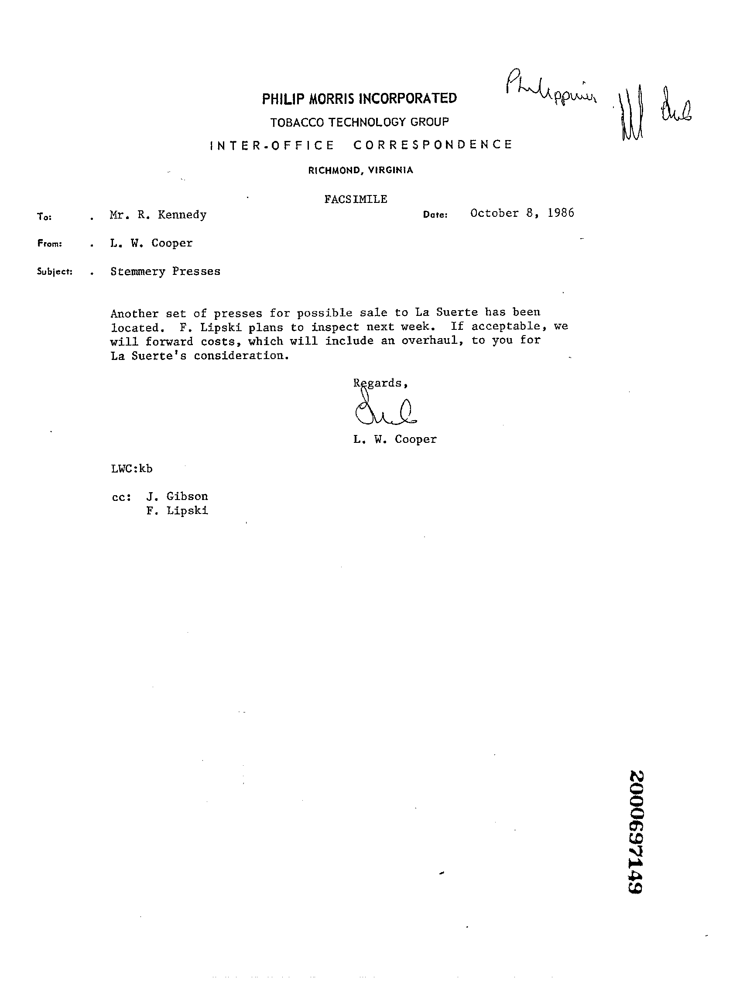 Philippines
PHILIP MORRIS INCORPORATED
TOBACCO TECHNOLOGY GROUP
INTER-OFFICE CORRESPONDENCE
RICHMOND, VIRGINIA
FACSIMILE
To: . Mr. R. Kennedy Date: October 8, 1986
From: . L. W. Cooper
Subject: . Stemmery Presses
Another set of presses for possible sale to La Suerte has been
located. F. Lipski plans to inspect next week. If acceptable, we
will forward costs, which will include an overhaul, to you for
La Suerte's consideration.
Regards,
L. W. Cooper
LWC:kb
cc: J. Gibson
F. Lipski
2000697149